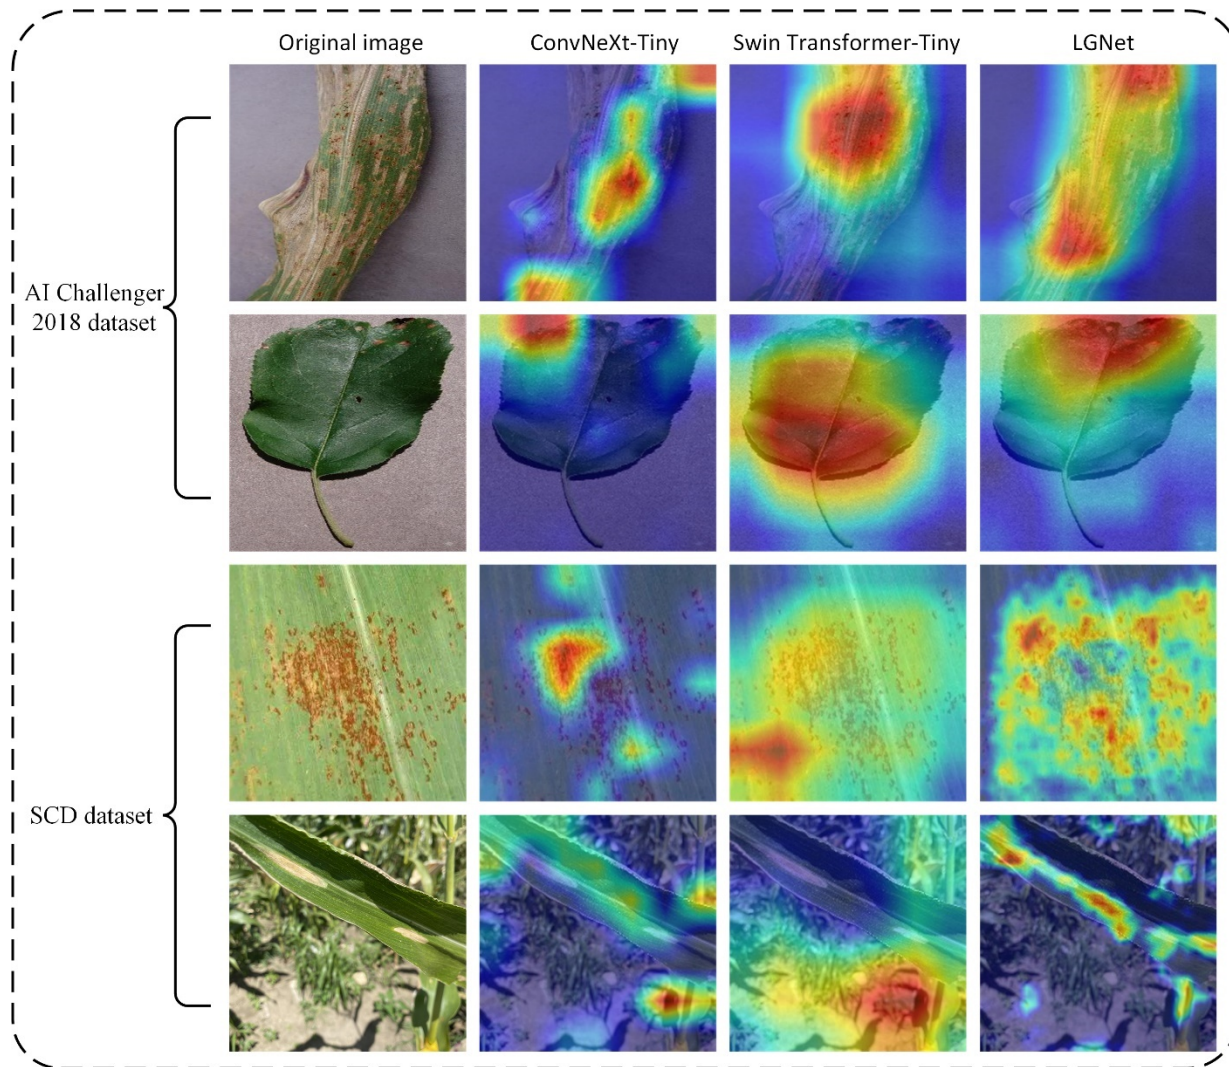 Original image
ConvNeXt-Tiny
Swin Transformer-Tiny
LGNet
AI Challenger
2018 dataset
SCD dataset